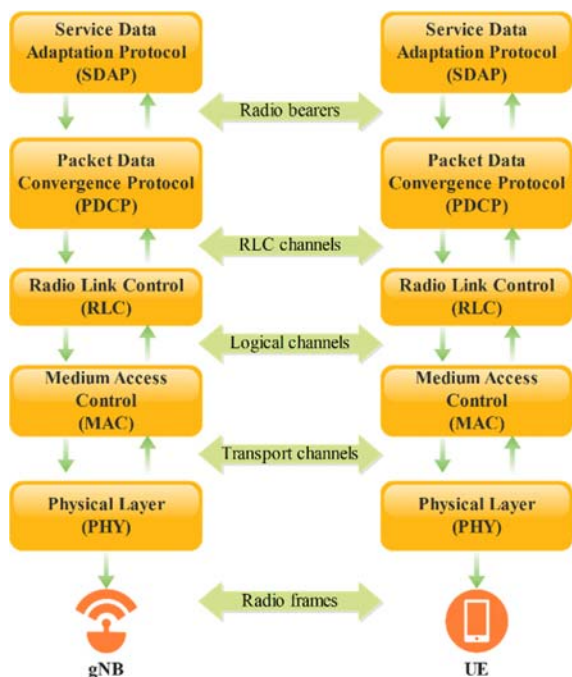 Service Data
Adaptation Protocol
(SDAP)
Service Data
Adaptation Protocol
(SDAP)
Radio bearers
Packet Data
Convergence Protocol
(PDCP)
Packet Data
Convergence Protocol
(PDCP)
RLC channels
Radio Link Control
(RLC)
Radio Link Control
(RLC)
Logical channels
Medium Access
Control
(MAC)
Medium Access
Control
(MAC)
Transport channels
Physical Layer
(PHY)
Physical Layer
(PHY)
Radio frames
gNB
UE